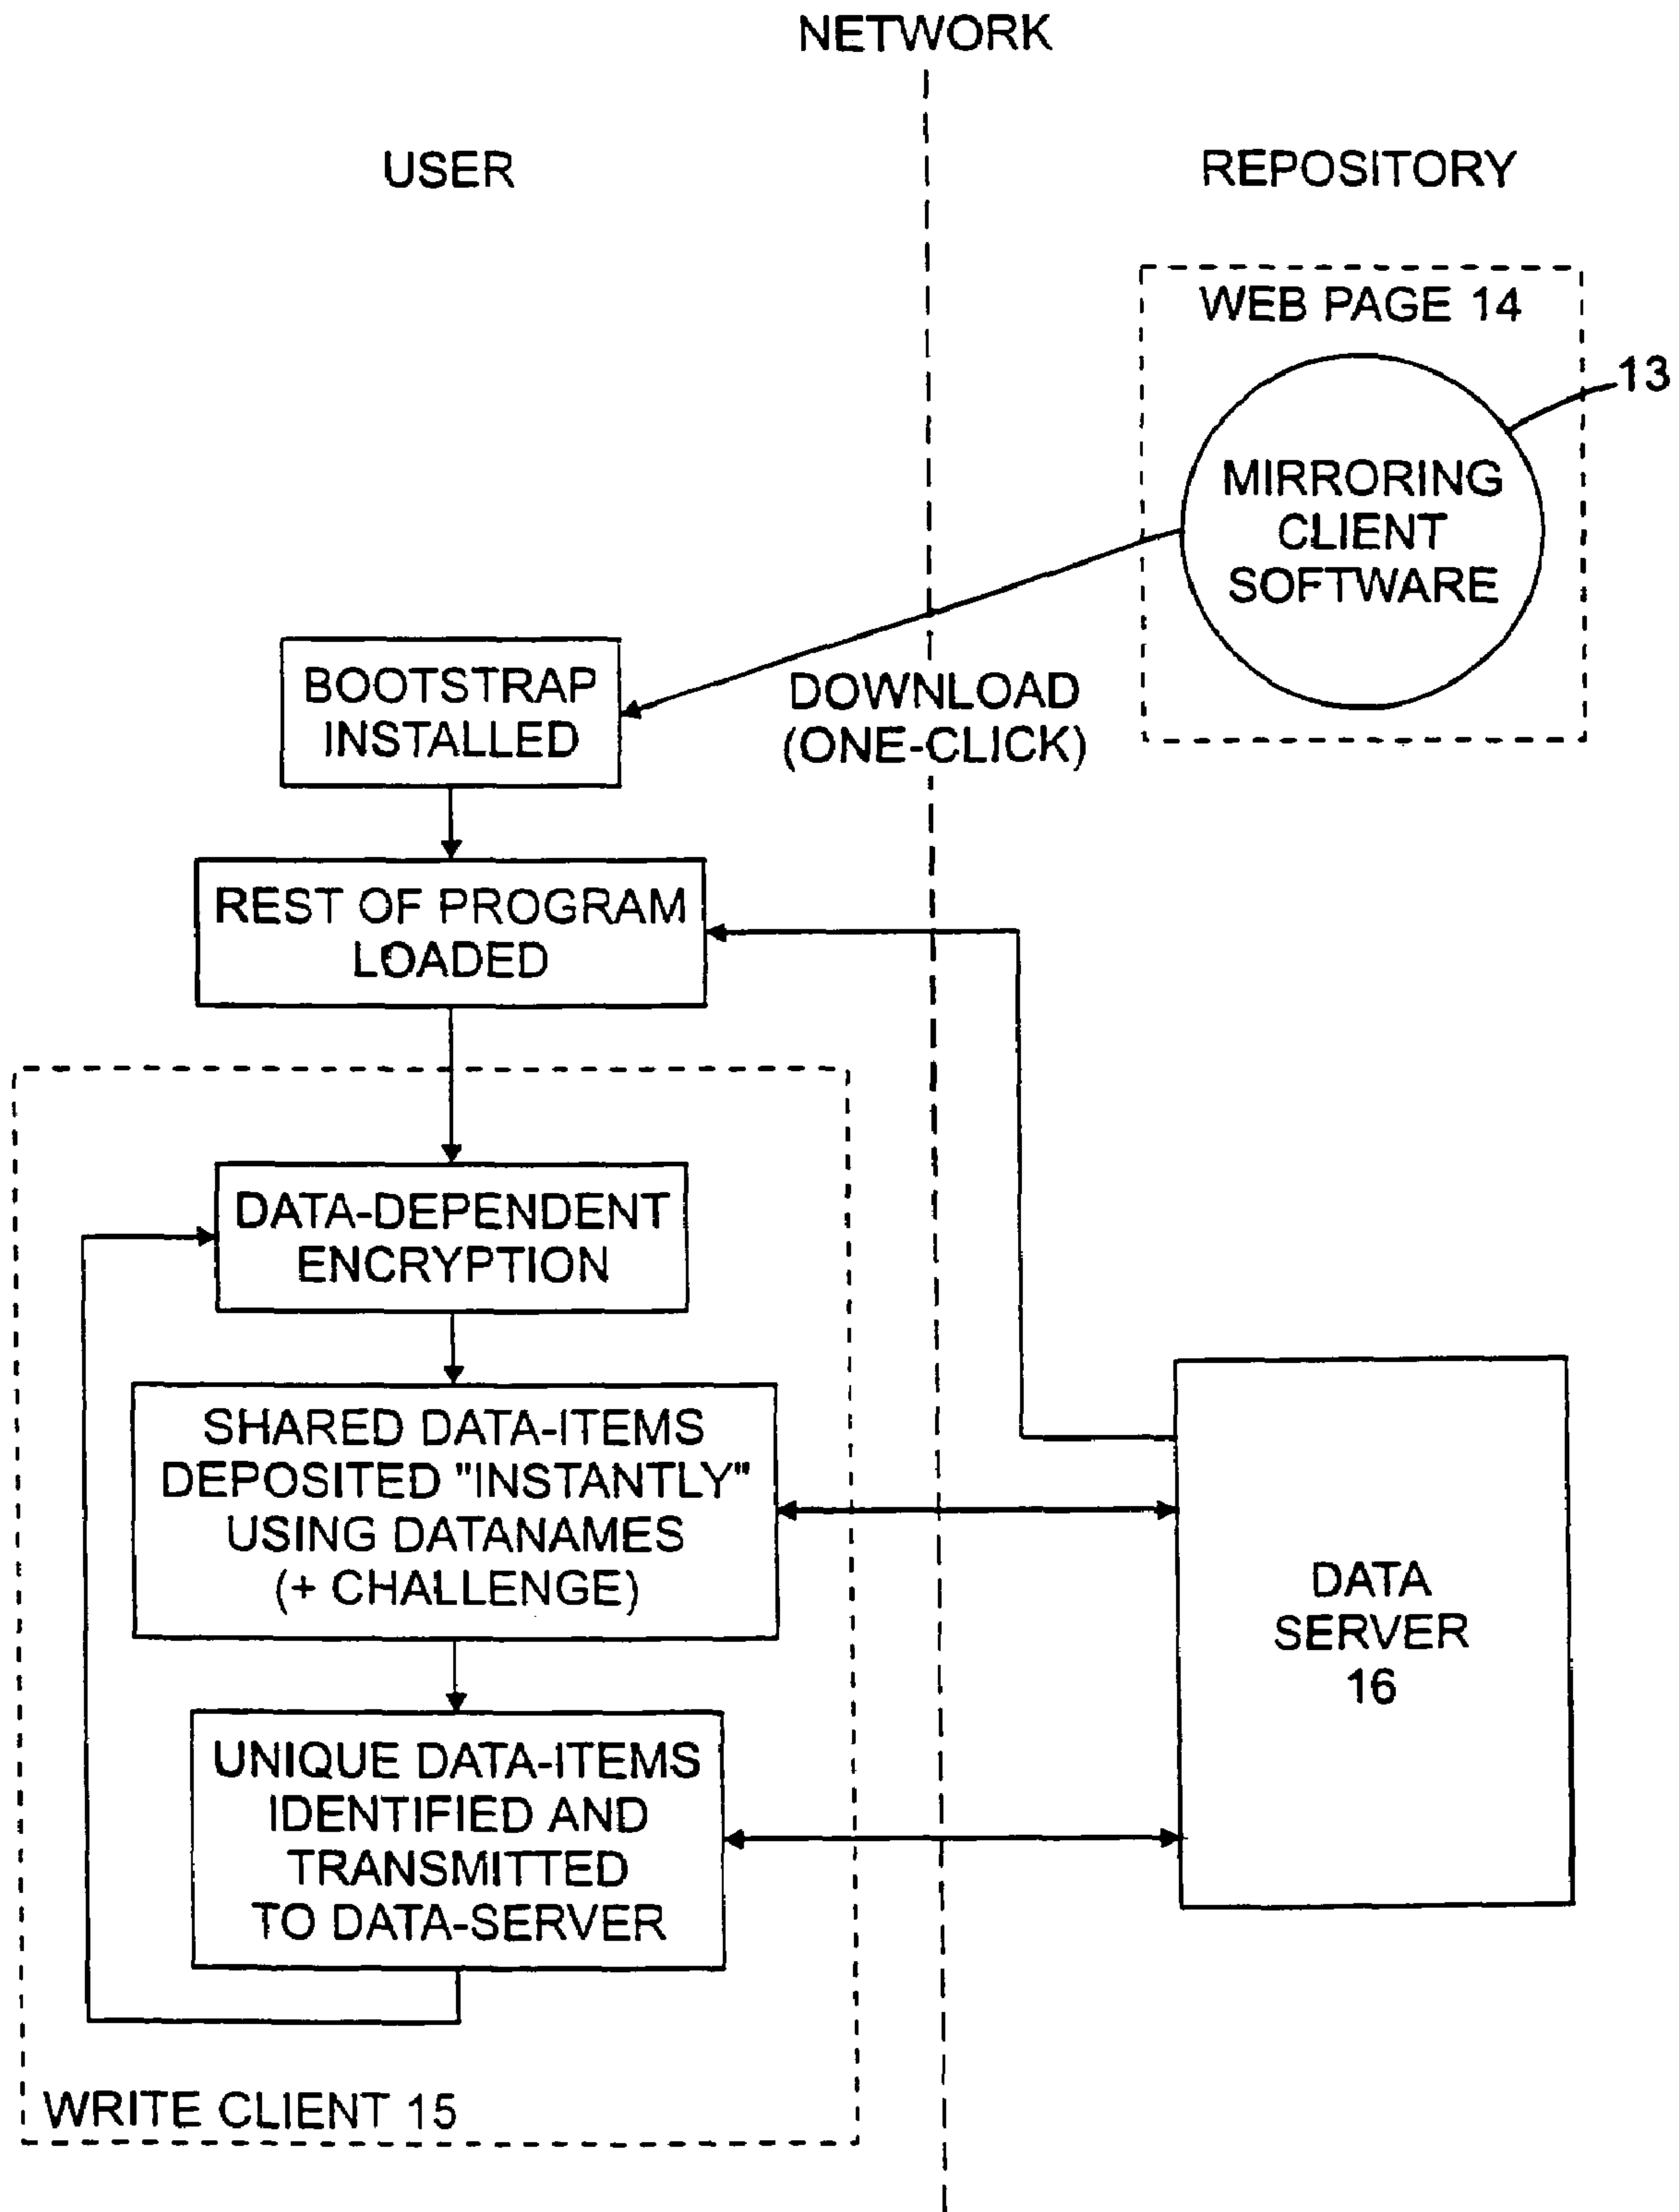 NETWORK
USER
REPOSITORY
WEB PAGE 14
13
MIRRORING
CLIENT
SOFTWARE
BOOTSTRAP
INSTALLED
DOWNLOAD
(ONE-CLICK)
REST OF PROGRAM
LOADED
DATA-DEPENDENT
ENCRYPTION
SHARED DATA-ITEMS
DEPOSITED "INSTANTLY"
USING DATANAMES
(+ CHALLENGE)
DATA
SERVER
16
UNIQUE DATA-ITEMS
IDENTIFIED AND
TRANSMITTED
TO DATA-SERVER
WRITE CLIENT 15